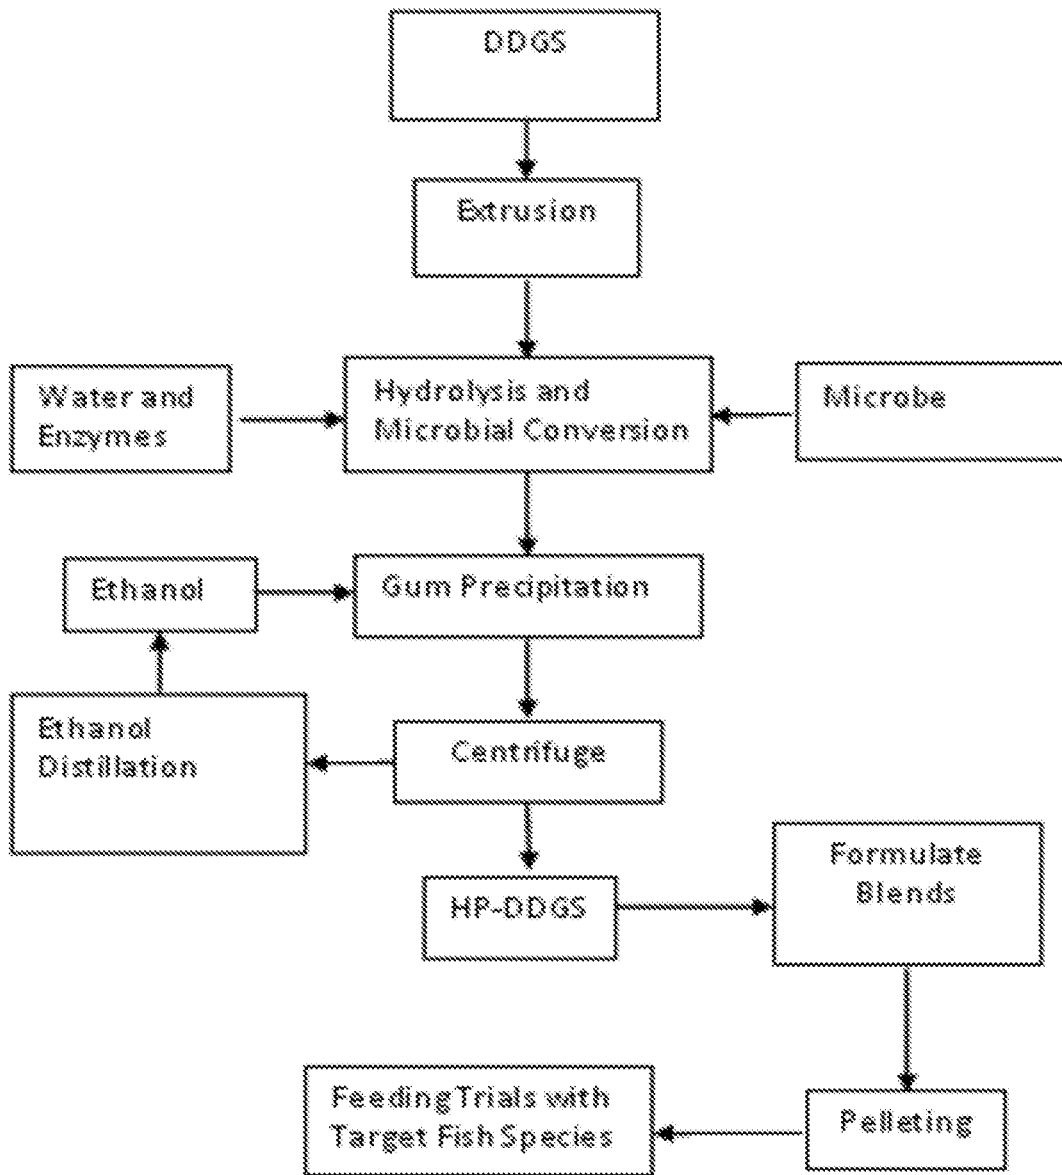 DDGS
Extrusion
Water and
Enzymes
Hydrolysis and
Microbial Conversion
Microbe
Ethanol
Gum Precipitation
Ethanol
Distillation
Centrifuge
Formulate
Blends
HP-DDGS
Feeding Trials with
Target Fish Species
Pelleting